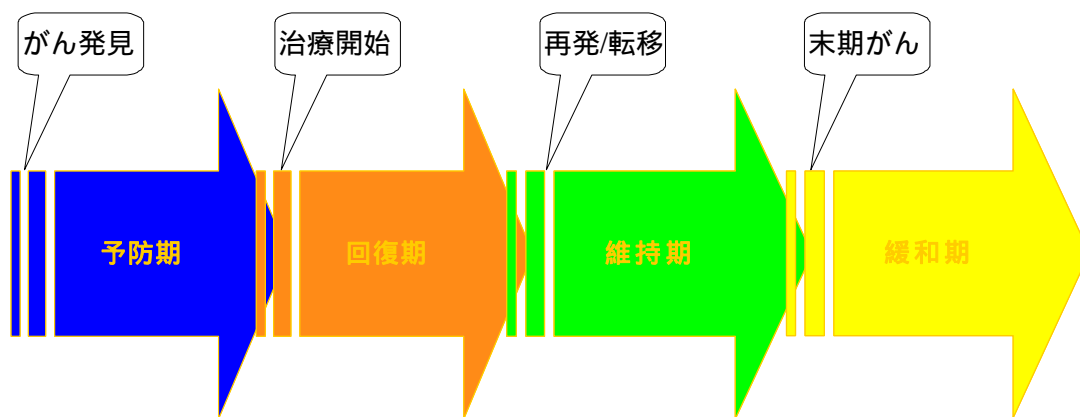 がん発見
治療開始
再発/転移
末期がん
予防期
回復期
維持期
緩和期